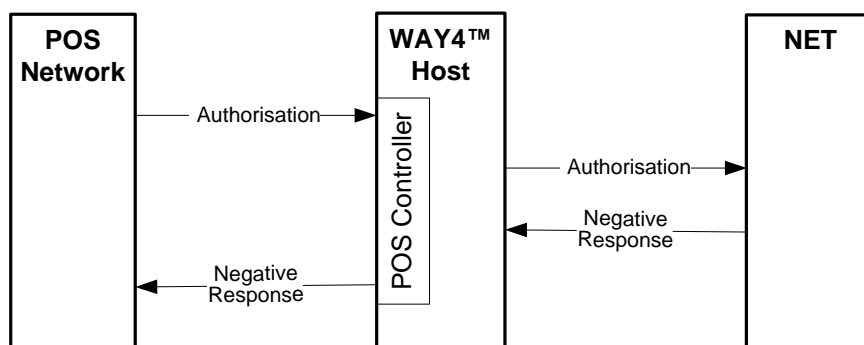 POS
Network
WAY4™
Host
NET
Authorisation
POS Controller
Authorisation
Negative
Response
Negative
Response